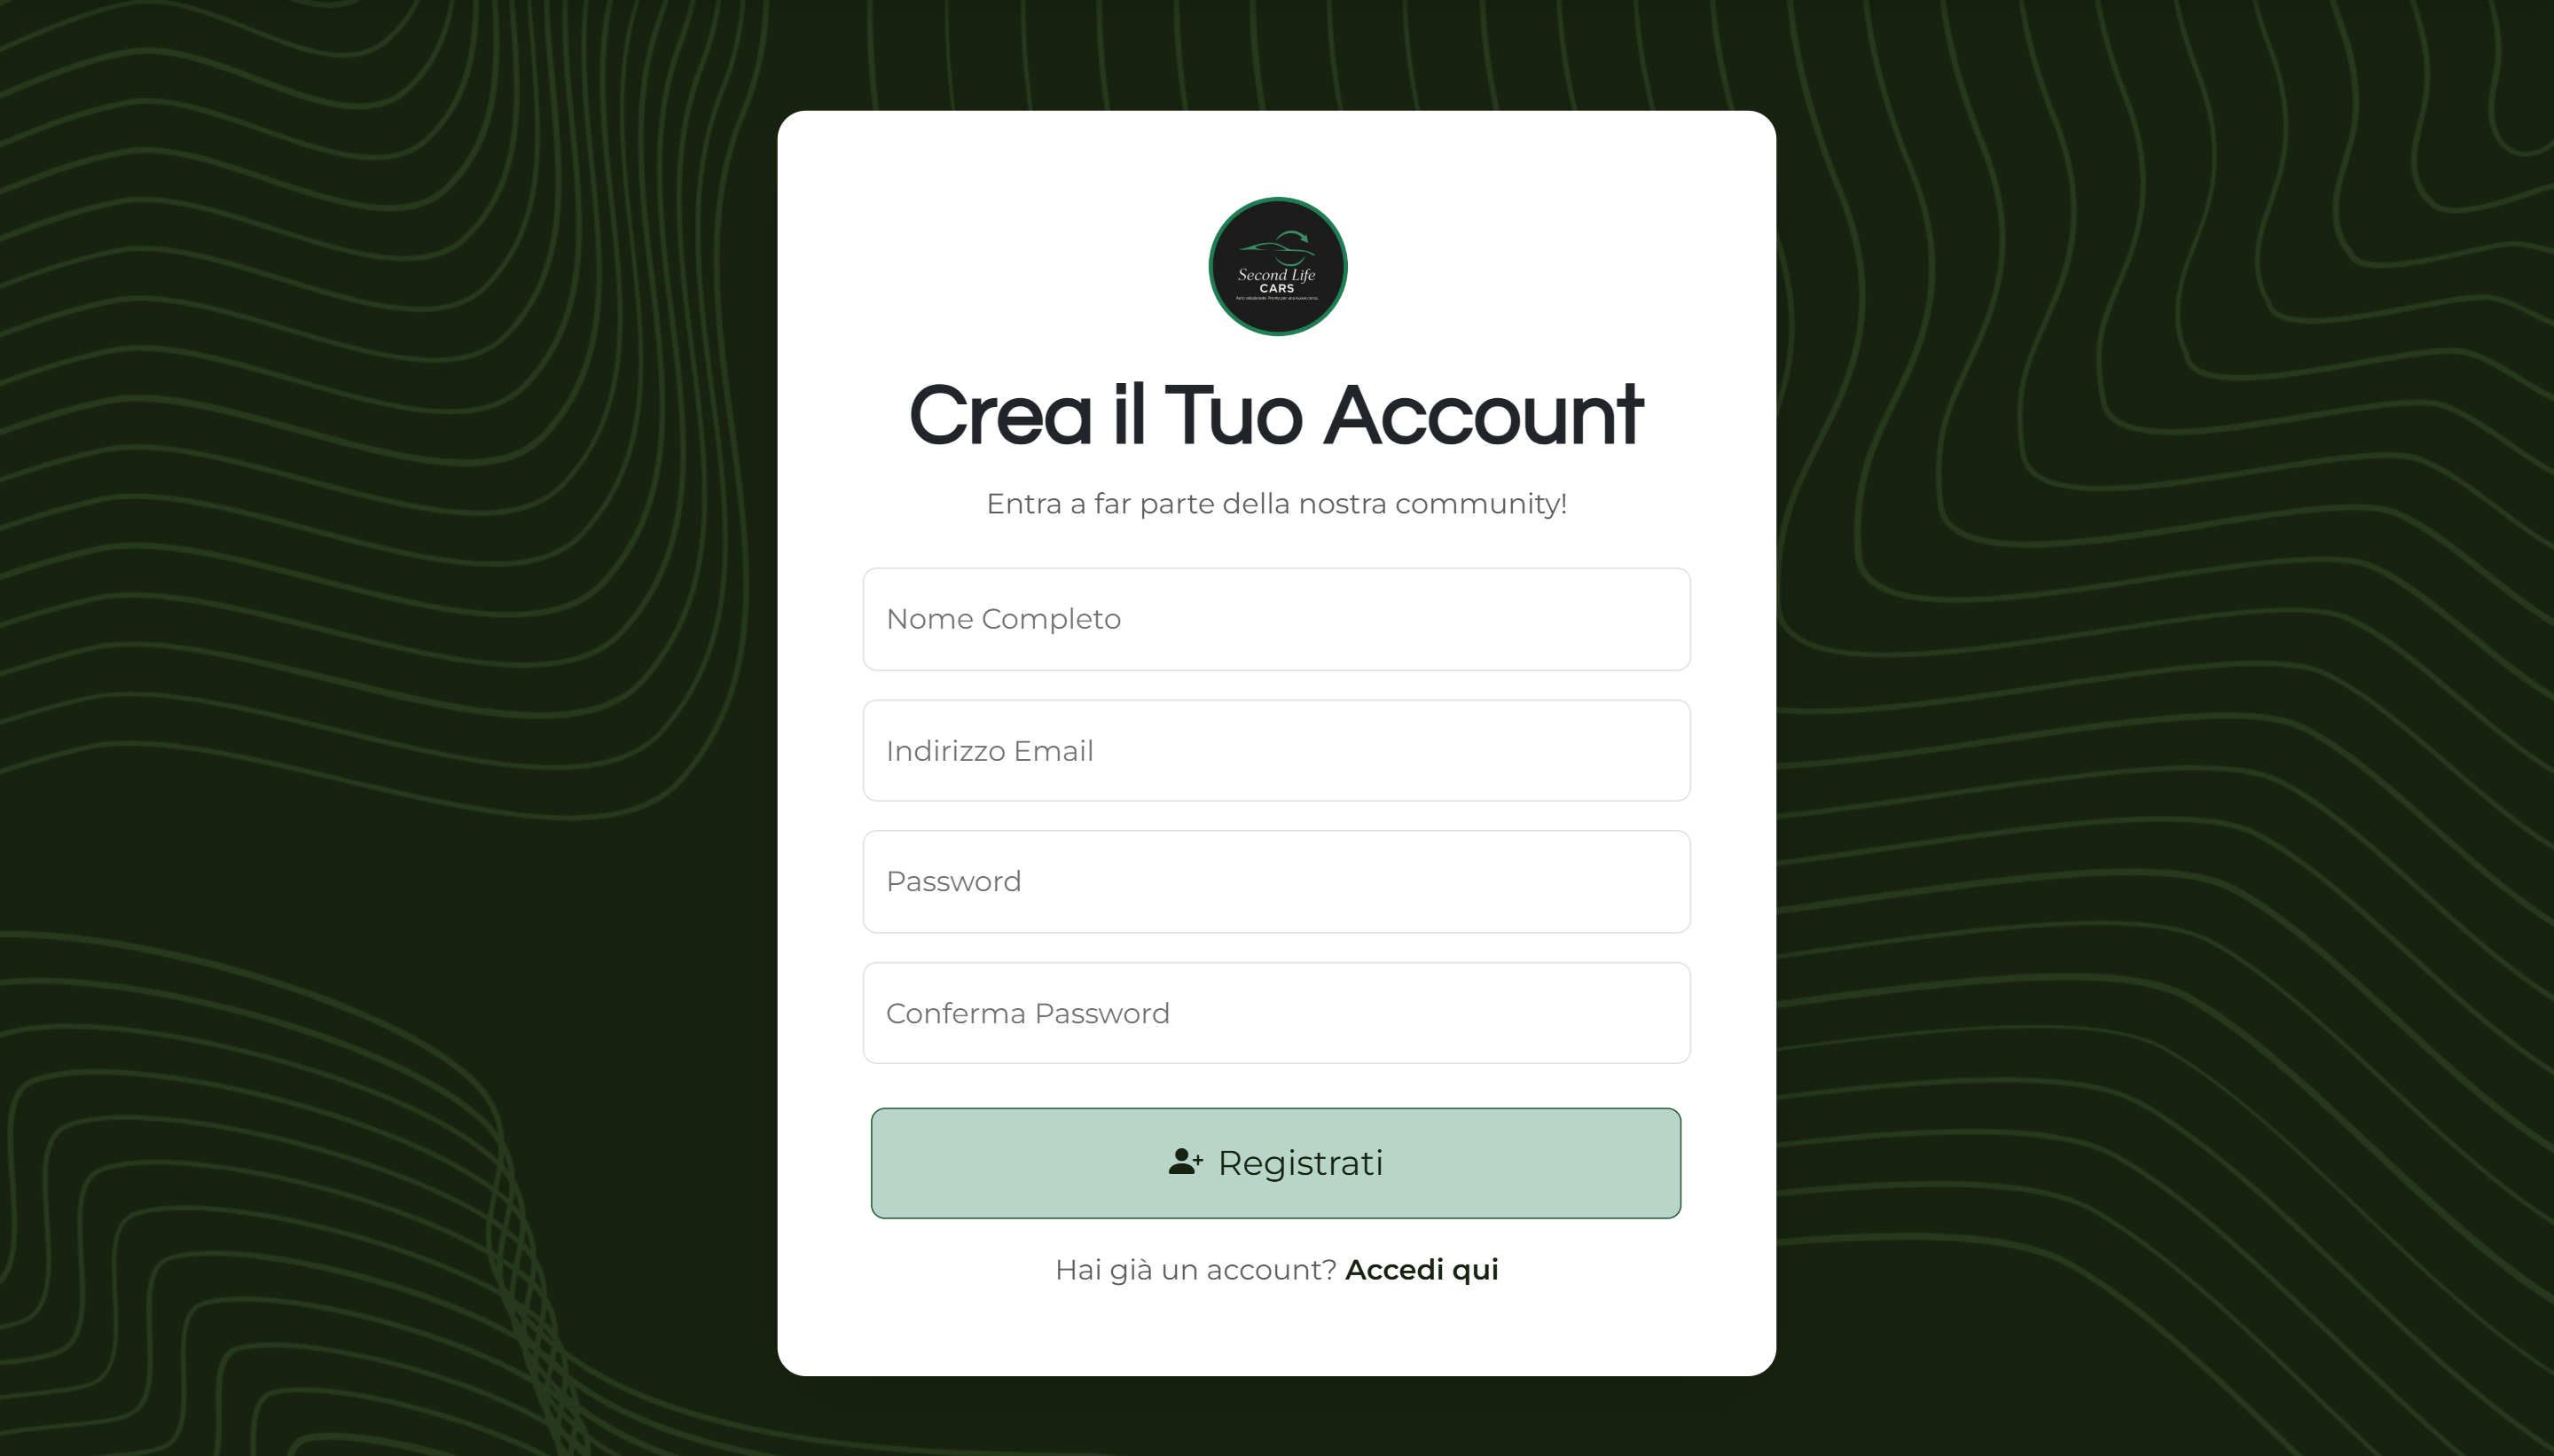 Second Life
CARS
Crea il Tuo Account
Entra a far parte della nostra community!
Nome Completo
Indirizzo Email
Password
Conferma Password
Registrati
Hai già un account? Accedi qui